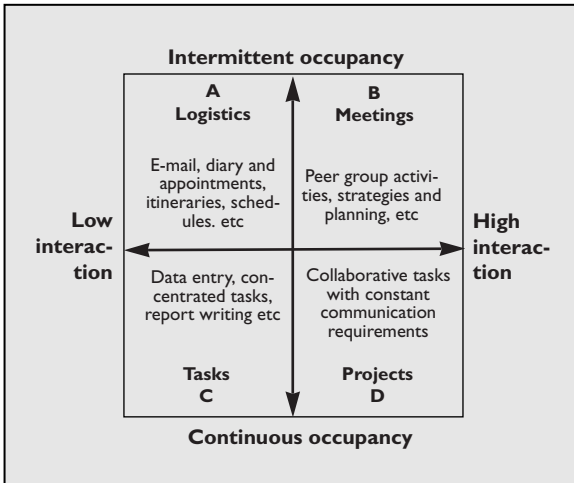 Intermittent occupancy
A
Logistics
B
Meetings
E-mail, diary and
appointments,
itineraries, sched-
ules. etc
Peer group activi-
ties, strategies and
planning, etc
Low
interac-
tion
High
interac-
tion
Data entry, con-
centrated tasks,
report writing etc
Collaborative tasks
with constant
communication
requirements
Tasks
C
Projects
D
Continuous occupancy